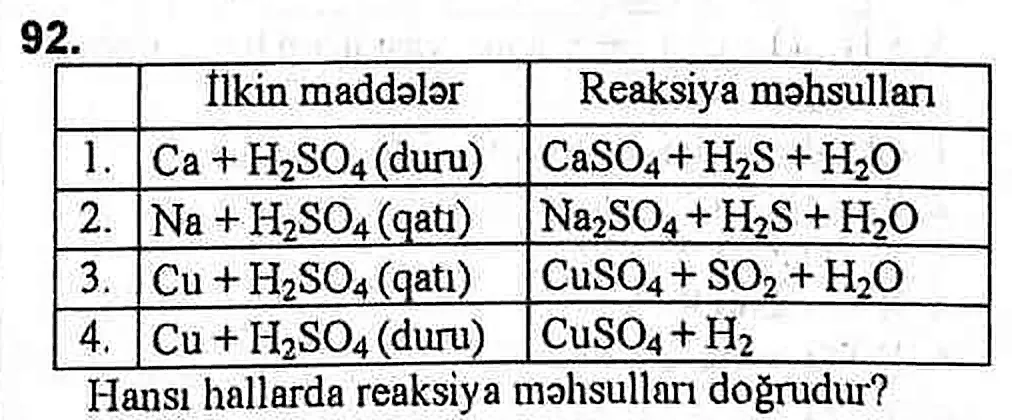 92.
İlkin maddələr Reaksiya məhsulları
1. Ca + H₂SO₄ (duru) CaSO₄ + H₂S + H₂O
2. Na + H₂SO₄ (qatı) Na₂SO₄ + H₂S + H₂O
3. Cu + H₂SO₄ (qatı) CuSO₄ + SO₂ + H₂O
4. Cu + H₂SO₄ (duru) CuSO₄ + H₂
Hansı hallarda reaksiya məhsulları doğrudur?